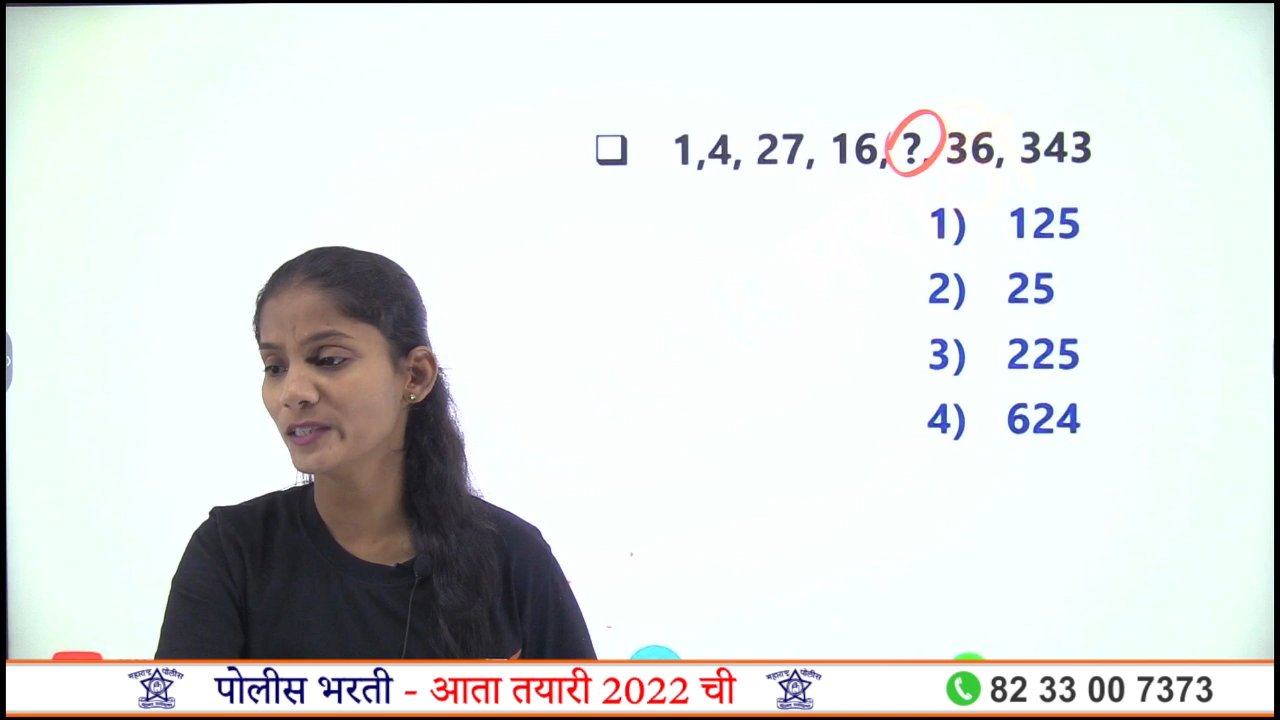 ❑ 1,4, 27, 16, ?, 36, 343
1) 125
2) 25
3) 225
4) 624
पोलीस भरती - आता तयारी 2022 ची
82 33 00 7373